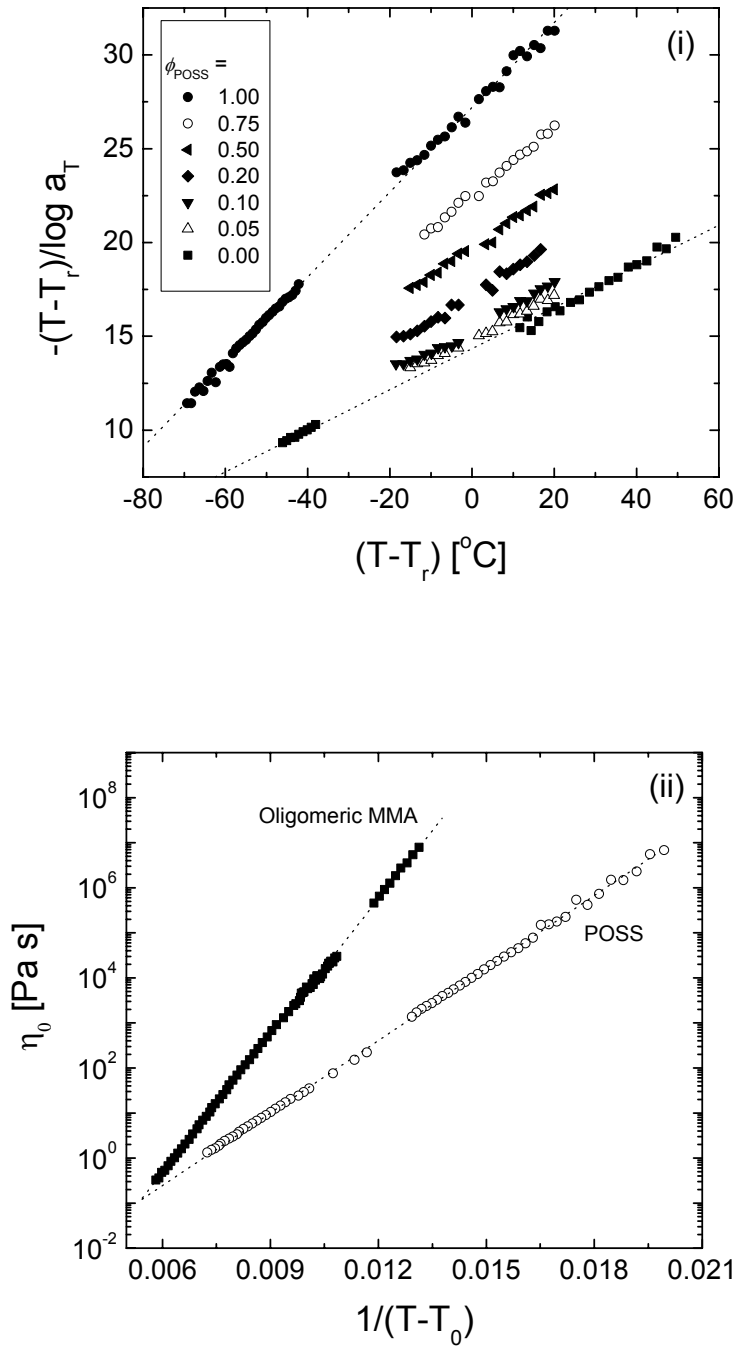 (i)
ϕPOSS =
1.00
0.75
0.50
0.20
0.10
0.05
0.00
-(T-Tr)/log aT
30
25
20
15
10
-80 -60 -40 -20 0 20 40 60
(T-Tr) [oC]
(ii)
Oligomeric MMA
POSS
η0 [Pa s]
10^8
10^6
10^4
10^2
10^0
10^-2
0.006 0.009 0.012 0.015 0.018 0.021
1/(T-T0)